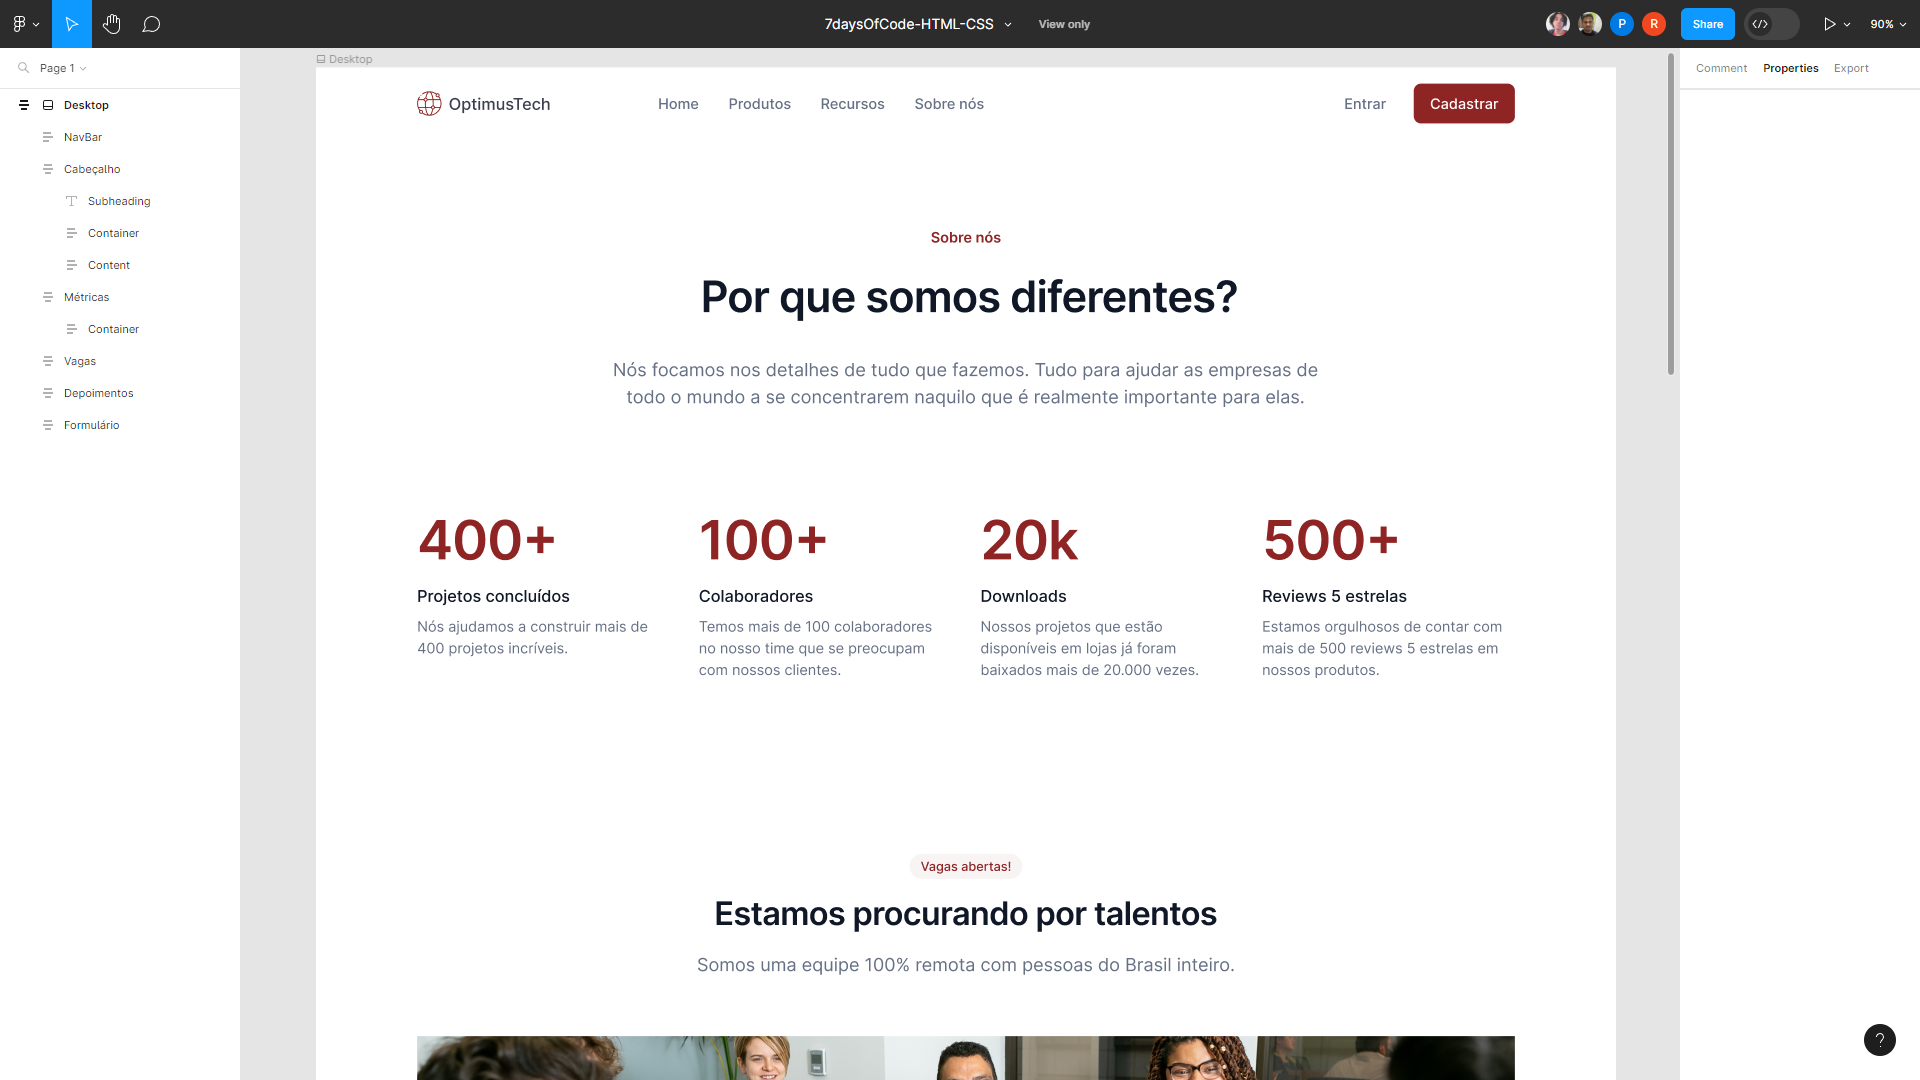 7daysOfCode-HTML-CSS
View only
P
R
Share
90%
Page 1
Desktop
NavBar
Cabeçalho
Subheading
Container
Content
Métricas
Container
Vagas
Depoimentos
Formulário
Desktop
OptimusTech
Home
Produtos
Recursos
Sobre nós
Entrar
Cadastrar
Sobre nós
Por que somos diferentes?
Nós focamos nos detalhes de tudo que fazemos. Tudo para ajudar as empresas de
todo o mundo a se concentrarem naquilo que é realmente importante para elas.
400+
Projetos concluídos
Nós ajudamos a construir mais de
400 projetos incríveis.
100+
Colaboradores
Temos mais de 100 colaboradores
no nosso time que se preocupam
com nossos clientes.
20k
Downloads
Nossos projetos que estão
disponíveis em lojas já foram
baixados mais de 20.000 vezes.
500+
Reviews 5 estrelas
Estamos orgulhosos de contar com
mais de 500 reviews 5 estrelas em
nossos produtos.
Vagas abertas!
Estamos procurando por talentos
Somos uma equipe 100% remota com pessoas do Brasil inteiro.
Comment
Properties
Export
?